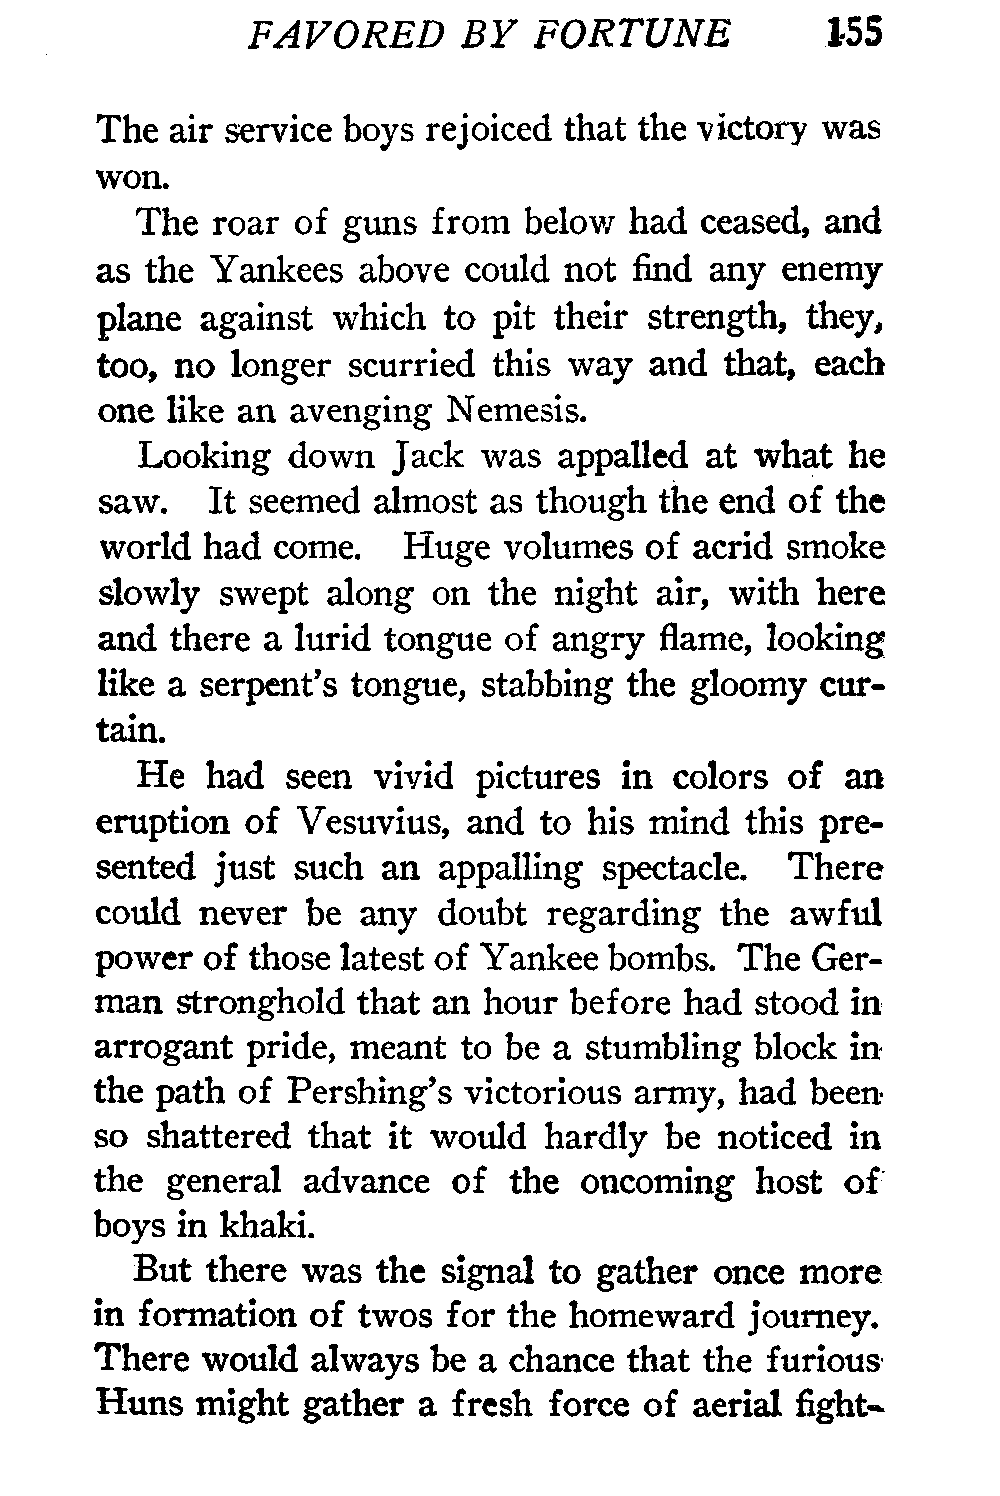 FAVORED BY FORTUNE 155
The air service boys rejoiced that the victory was
won.
The roar of guns from below had ceased, and
as the Yankees above could not find any enemy
plane against which to pit their strength, they,
too, no longer scurried this way and that, each
one like an avenging Nemesis.
Looking down Jack was appalled at what he
saw. It seemed almost as though the end of the
world had come. Huge volumes of acrid smoke
slowly swept along on the night air, with here
and there a lurid tongue of angry flame, looking
like a serpent's tongue, stabbing the gloomy cur-
tain.
He had seen vivid pictures in colors of an
eruption of Vesuvius, and to his mind this pre-
sented just such an appalling spectacle. There
could never be any doubt regarding the awful
power of those latest of Yankee bombs. The Ger-
man stronghold that an hour before had stood in
arrogant pride, meant to be a stumbling block in
the path of Pershing's victorious army, had been
so shattered that it would hardly be noticed in
the general advance of the oncoming host of
boys in khaki.
But there was the signal to gather once more
in formation of twos for the homeward journey.
There would always be a chance that the furious
Huns might gather a fresh force of aerial fight-